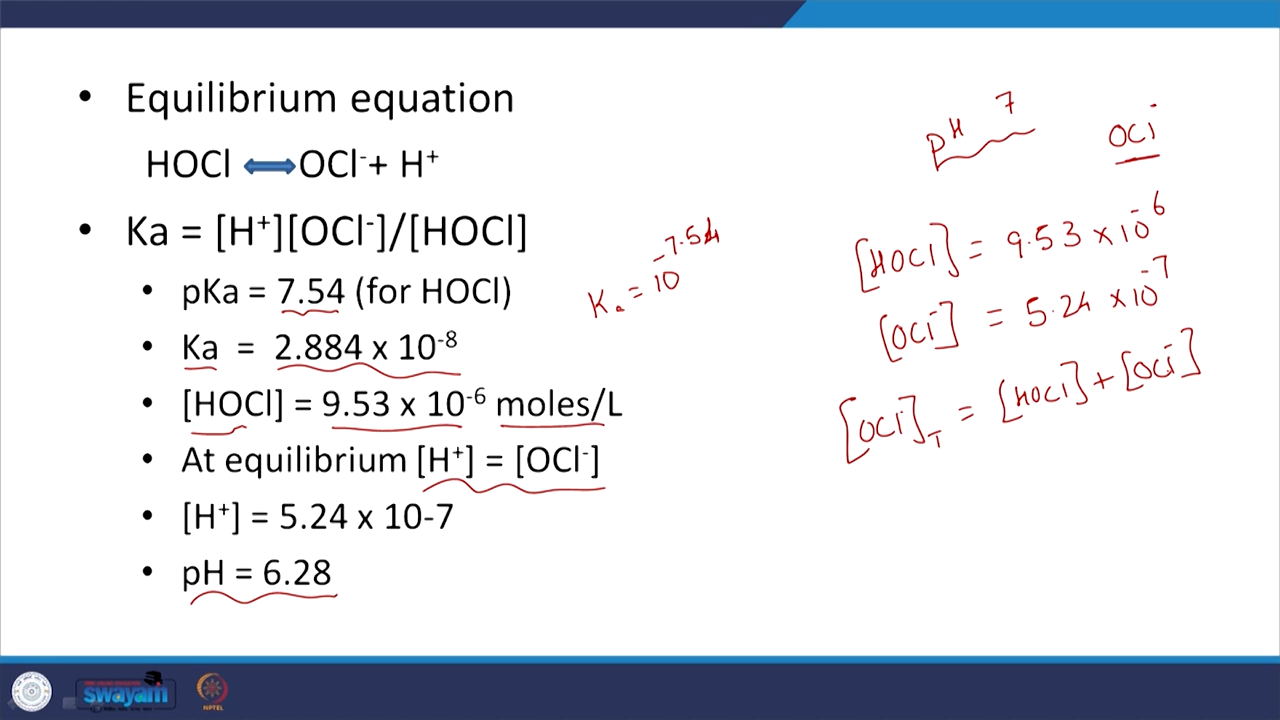 • Equilibrium equation
HOCl ⟺ OCl⁻ + H⁺
• Ka = [H⁺][OCl⁻]/[HOCl]
• pKa = 7.54 (for HOCl)
• Ka = 2.884 x 10⁻⁸
• [HOCl] = 9.53 x 10⁻⁶ moles/L
• At equilibrium [H⁺] = [OCl⁻]
• [H⁺] = 5.24 x 10-7
• pH = 6.28
Kₐ = 10⁻⁷·⁵⁴
pH 7
OCl⁻
[HOCl] = 9.53 × 10⁻⁶
[OCl⁻] = 5.24 × 10⁻⁷
[OCl⁻]T = [HOCl] + [OCl⁻]
swayam
NPTEL